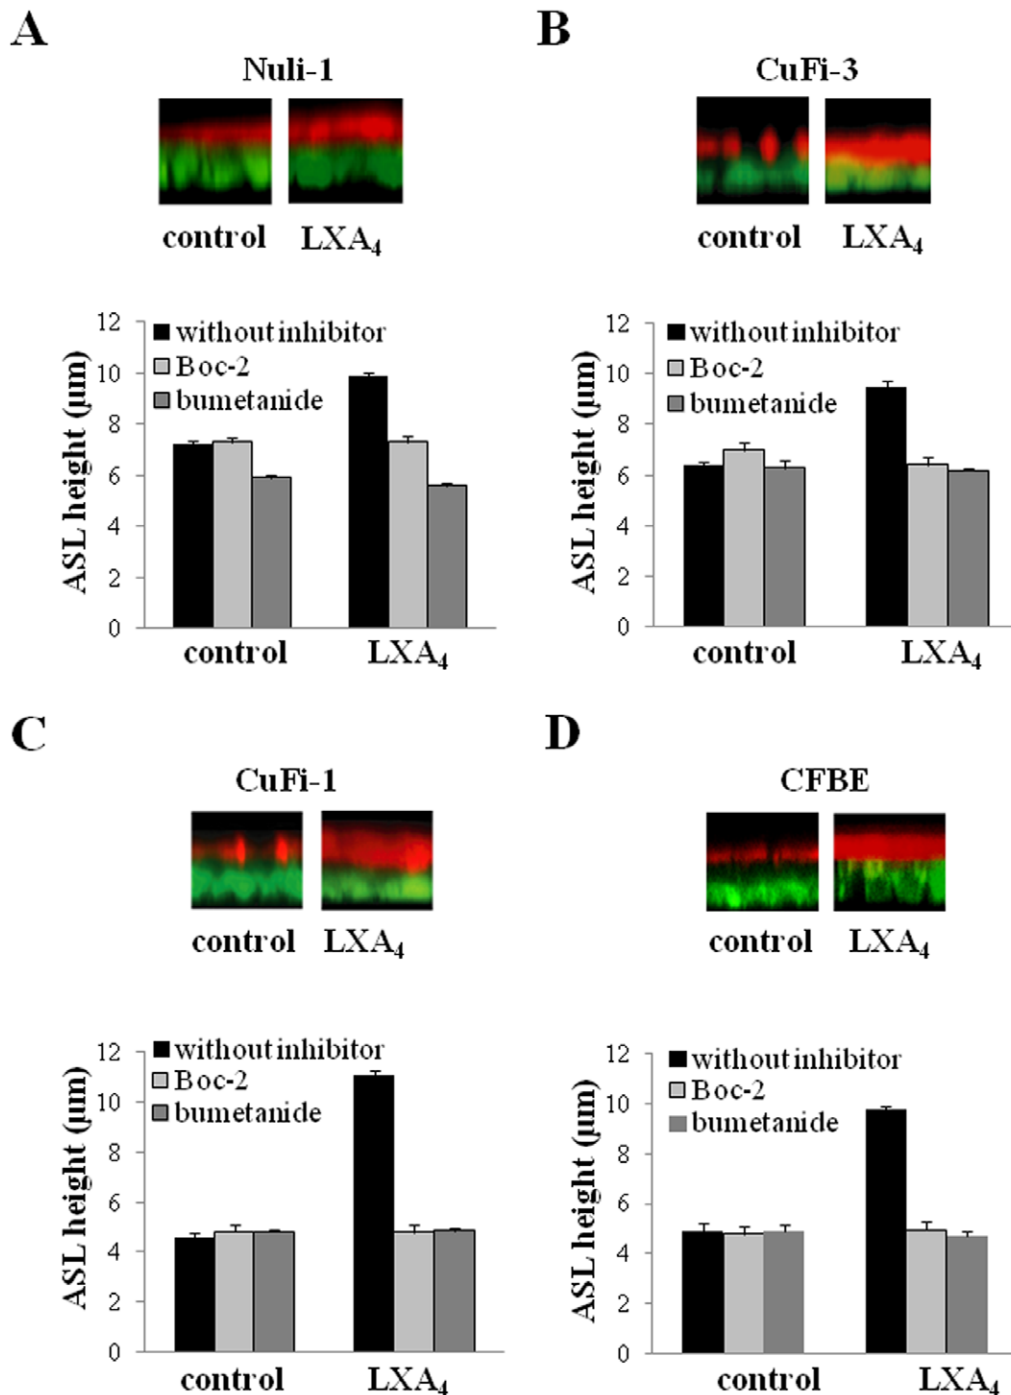 A
Nuli-1
control LXA₄
ASL height (µm)
12
10
8
6
4
2
0
without inhibitor
Boc-2
bumetanide
control LXA₄
B
CuFi-3
control LXA₄
ASL height (µm)
12
10
8
6
4
2
0
without inhibitor
Boc-2
bumetanide
control LXA₄
C
CuFi-1
control LXA₄
ASL height (µm)
12
10
8
6
4
2
0
without inhibitor
Boc-2
bumetanide
control LXA₄
D
CFBE
control LXA₄
ASL height (µm)
12
10
8
6
4
2
0
without inhibitor
Boc-2
bumetanide
control LXA₄